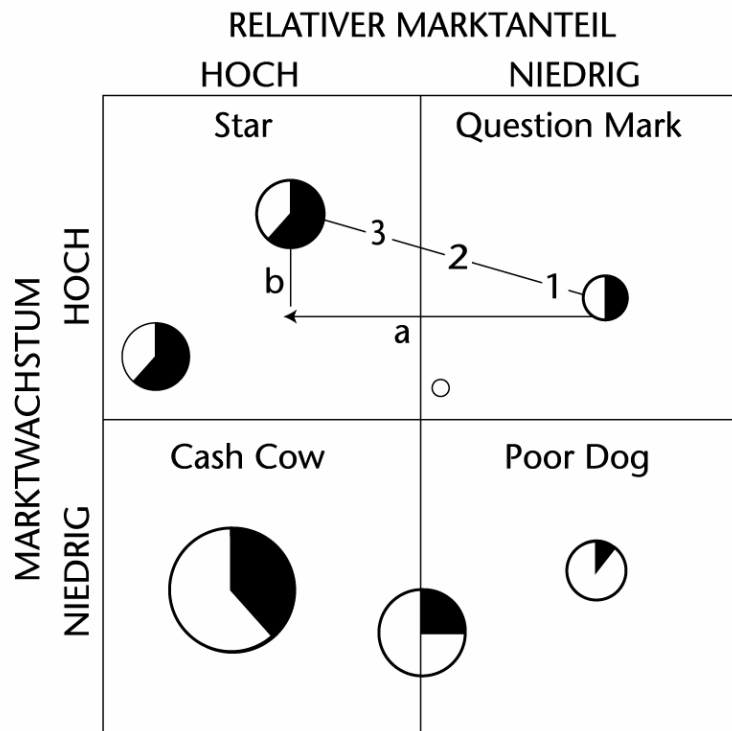 RELATIVER MARKTANTEIL
HOCH NIEDRIG
Star Question Mark
3
2
1
b
a
MARKTWACHSTUM
HOCH
Cash Cow Poor Dog
NIEDRIG